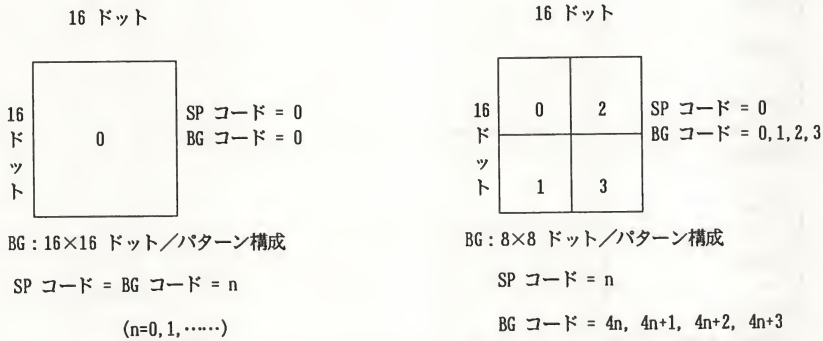 16 ドット
16ドット
0
SP コード = 0
BG コード = 0
BG : 16×16 ドット／パターン構成
SP コード = BG コード = n
(n=0, 1, ……)
16 ドット
16ドット
0 2
1 3
SP コード = 0
BG コード = 0, 1, 2, 3
BG : 8×8 ドット／パターン構成
SP コード = n
BG コード = 4n, 4n+1, 4n+2, 4n+3